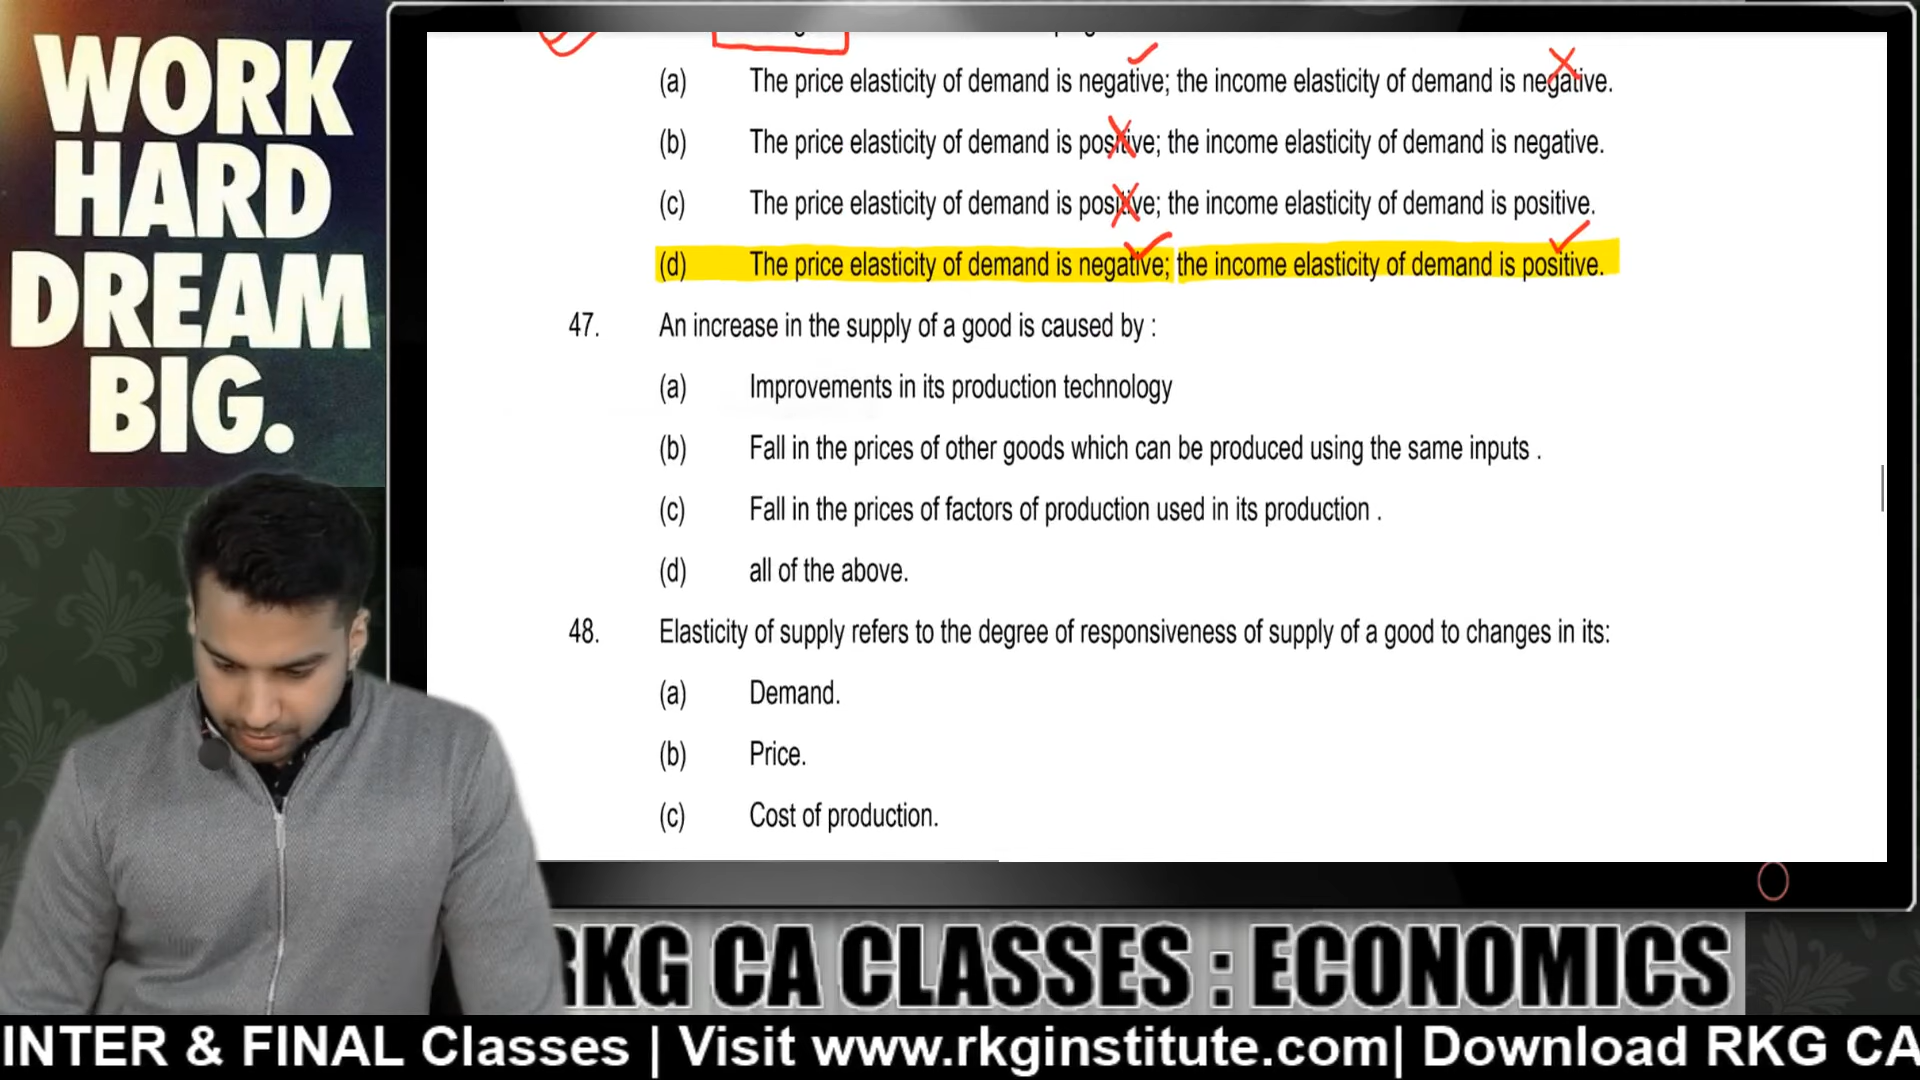 WORK
HARD
DREAM
BIG.
(a) The price elasticity of demand is negative; the income elasticity of demand is negative.
(b) The price elasticity of demand is positive; the income elasticity of demand is negative.
(c) The price elasticity of demand is positive; the income elasticity of demand is positive.
(d) The price elasticity of demand is negative; the income elasticity of demand is positive.
47. An increase in the supply of a good is caused by :
(a) Improvements in its production technology
(b) Fall in the prices of other goods which can be produced using the same inputs .
(c) Fall in the prices of factors of production used in its production .
(d) all of the above.
48. Elasticity of supply refers to the degree of responsiveness of supply of a good to changes in its:
(a) Demand.
(b) Price.
(c) Cost of production.
RKG CA CLASSES : ECONOMICS
INTER & FINAL Classes | Visit www.rkginstitute.com| Download RKG CA